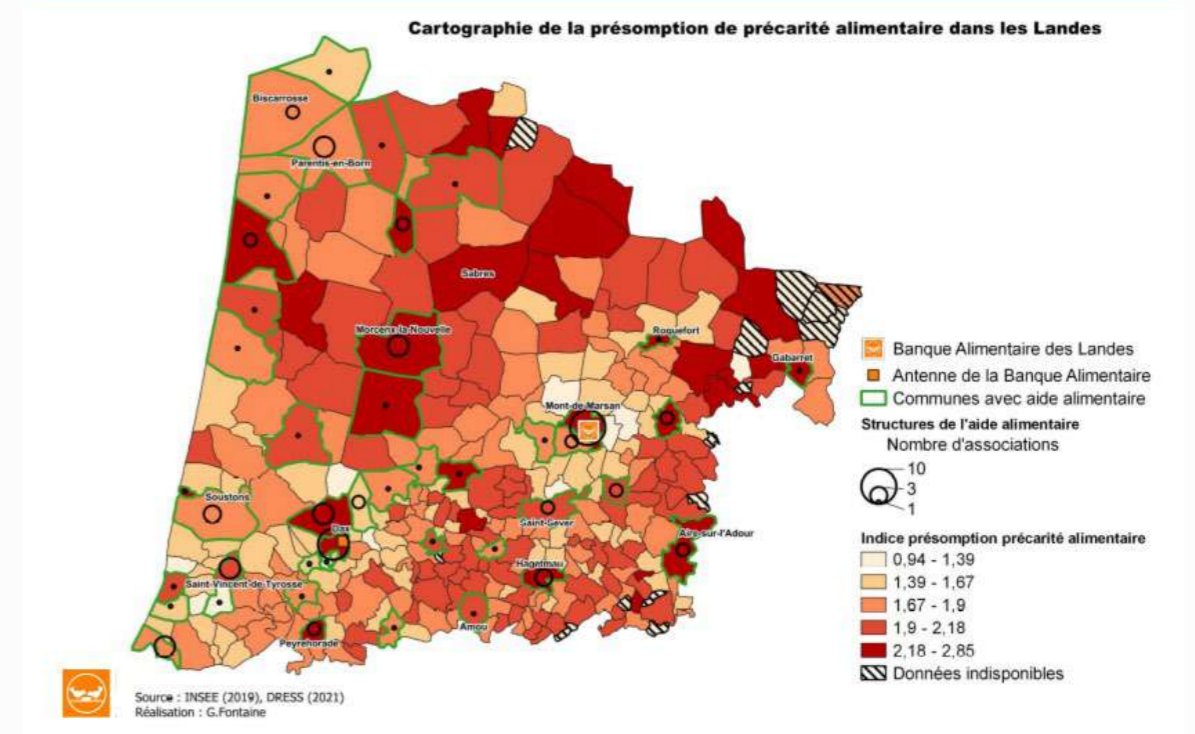 Cartographie de la présomption de précarité alimentaire dans les Landes
Biscarrosse
Parentis-en-Born
Sabres
Morcenx-la-Nouvelle
Roquefort
Gabarret
Mont-de-Marsan
Soustons
Dax
Saint-Sever
Aire-sur-l'Adour
Hagetmau
Saint-Vincent-de-Tyrosse
Amou
Peyrehorade
Banque Alimentaire des Landes
Antenne de la Banque Alimentaire
Communes avec aide alimentaire
Structures de l'aide alimentaire
Nombre d'associations
10
3
1
Indice présomption précarité alimentaire
0,94 - 1,39
1,39 - 1,67
1,67 - 1,9
1,9 - 2,18
2,18 - 2,85
Données indisponibles
Source : INSEE (2019), DRESS (2021)
Réalisation : G.Fontaine